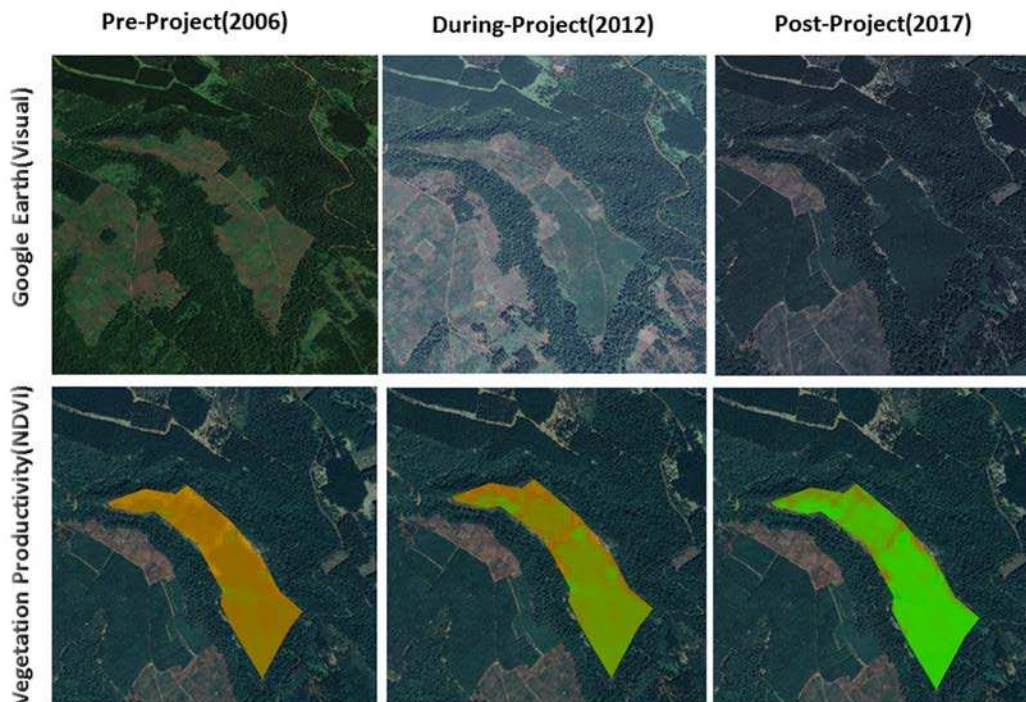 Pre-Project(2006)
During-Project(2012)
Post-Project(2017)
Google Earth(Visual)
Vegetation Productivity(NDVI)